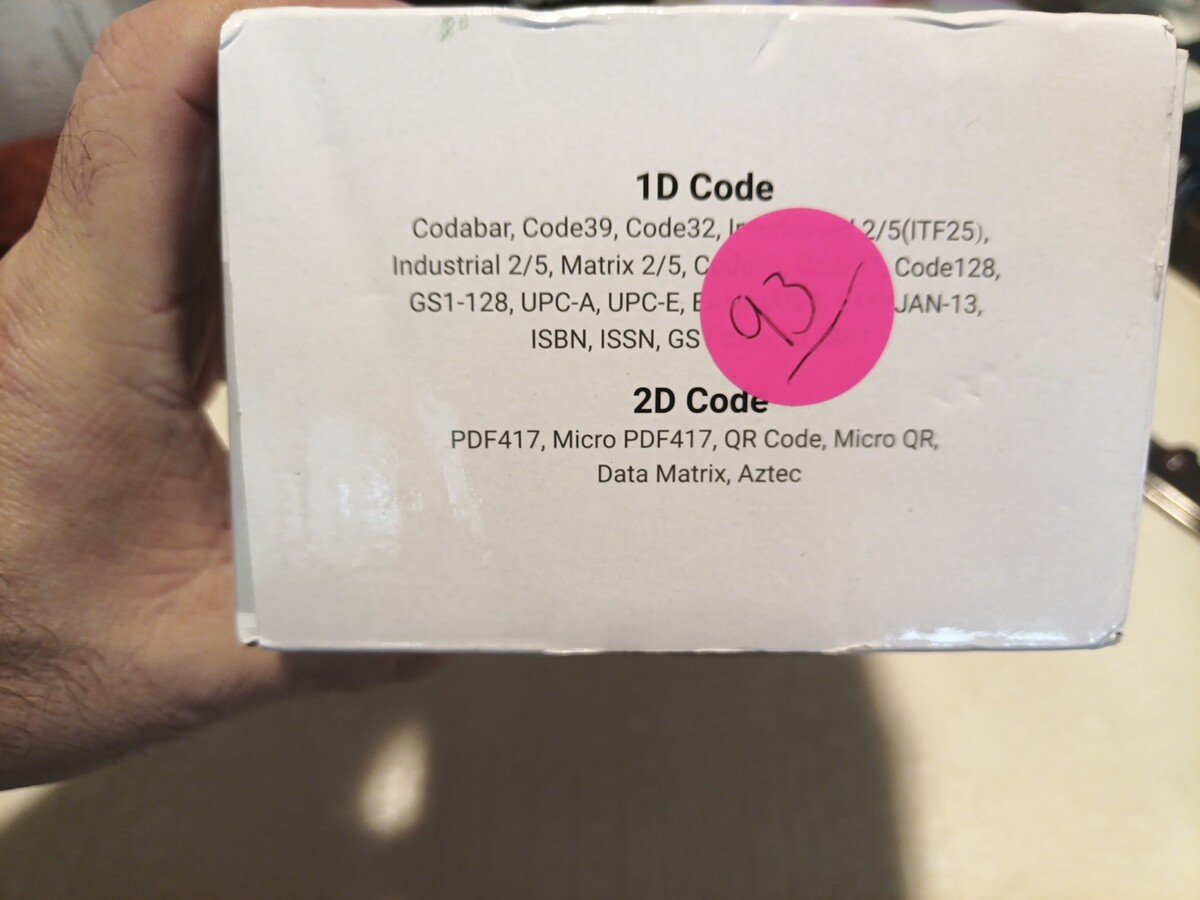 1D Code
Codabar, Code39, Code32, 2/5(ITF25),
Industrial 2/5, Matrix 2/5, Code128,
GS1-128, UPC-A, UPC-E, JAN-13,
ISBN, ISSN,
93/
2D Code
PDF417, Micro PDF417, QR Code, Micro QR,
Data Matrix, Aztec